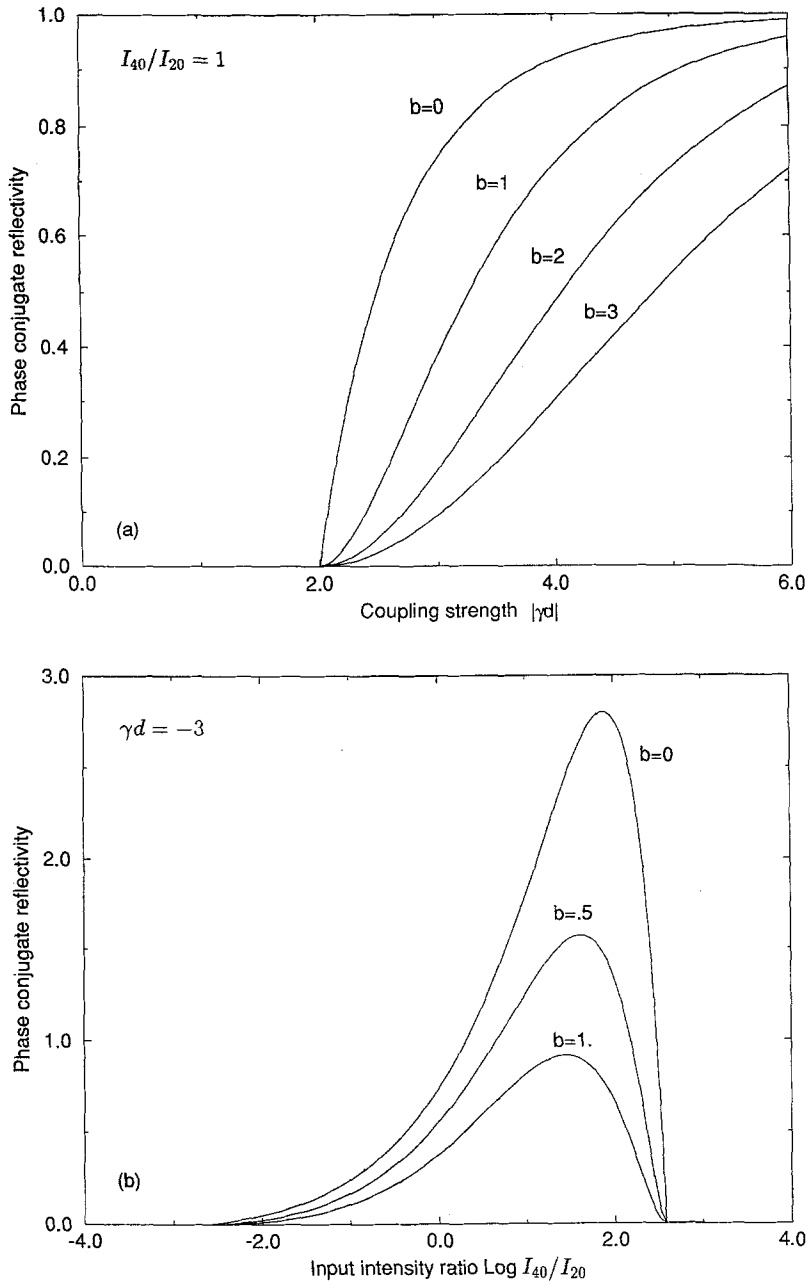 1.0
I₄₀/I₂₀ = 1
b=0
0.8
b=1
0.6
b=2
b=3
0.4
0.2
(a)
0.0
0.0 2.0 4.0 6.0
Phase conjugate reflectivity
Coupling strength |γd|
3.0
γd = −3
b=0
2.0
b=.5
b=1.
1.0
(b)
0.0
-4.0 -2.0 0.0 2.0 4.0
Phase conjugate reflectivity
Input intensity ratio Log I₄₀/I₂₀